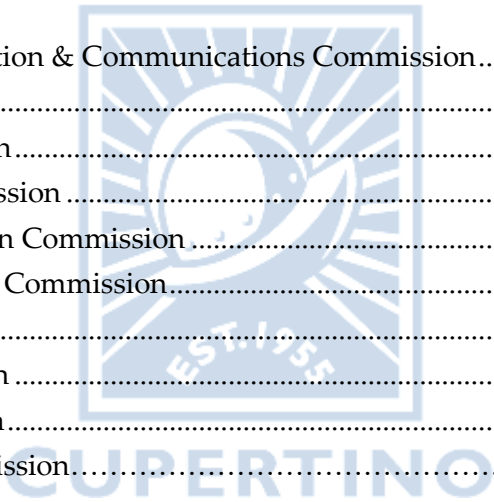 tion & Communications Commission..
..............................................
n..............................................
ssion..............................................
n Commission..............................................
Commission..............................................
..............................................
EST. 1955
n..............................................
n..............................................
ission…………………………………
CUPERTINO